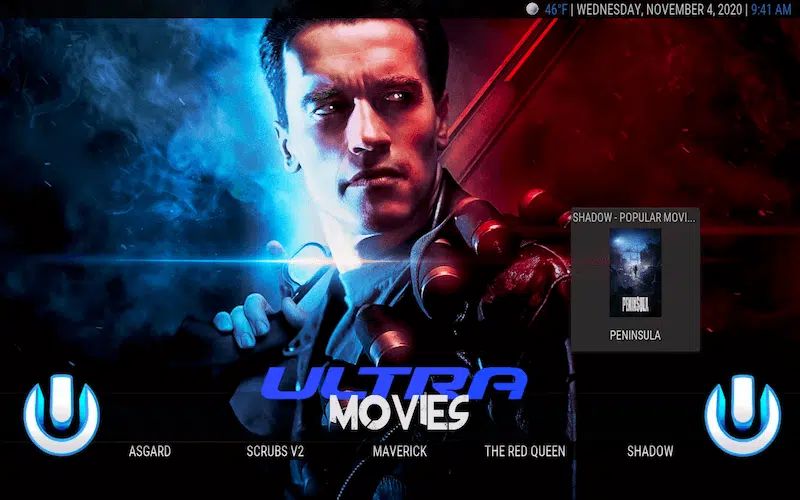 46°F | WEDNESDAY, NOVEMBER 4, 2020 | 9:41 AM
SHADOW - POPULAR MOVI...
PENINSULA
PENINSULA
ULTRA
MOVIES
ASGARD SCRUBS V2 MAVERICK THE RED QUEEN SHADOW